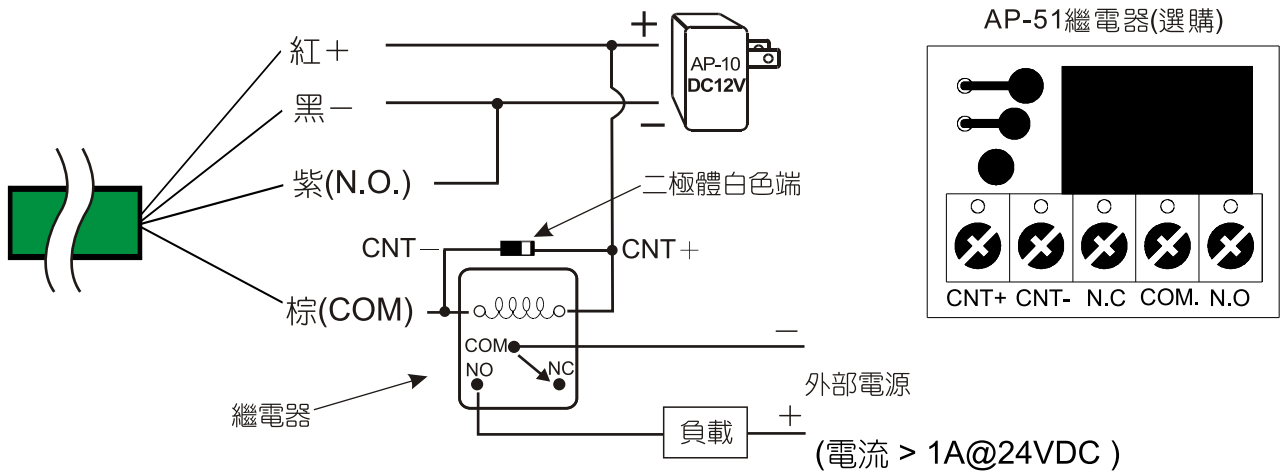 紅+
黑-
紫(N.O.)
棕(COM)
+
-
AP-10
DC12V
二極體白色端
CNT-
CNT+
COM
NO
NC
繼電器
負載
-
外部電源
+
(電流 > 1A@24VDC )
AP-51繼電器(選購)
CNT+ CNT- N.C COM. N.O